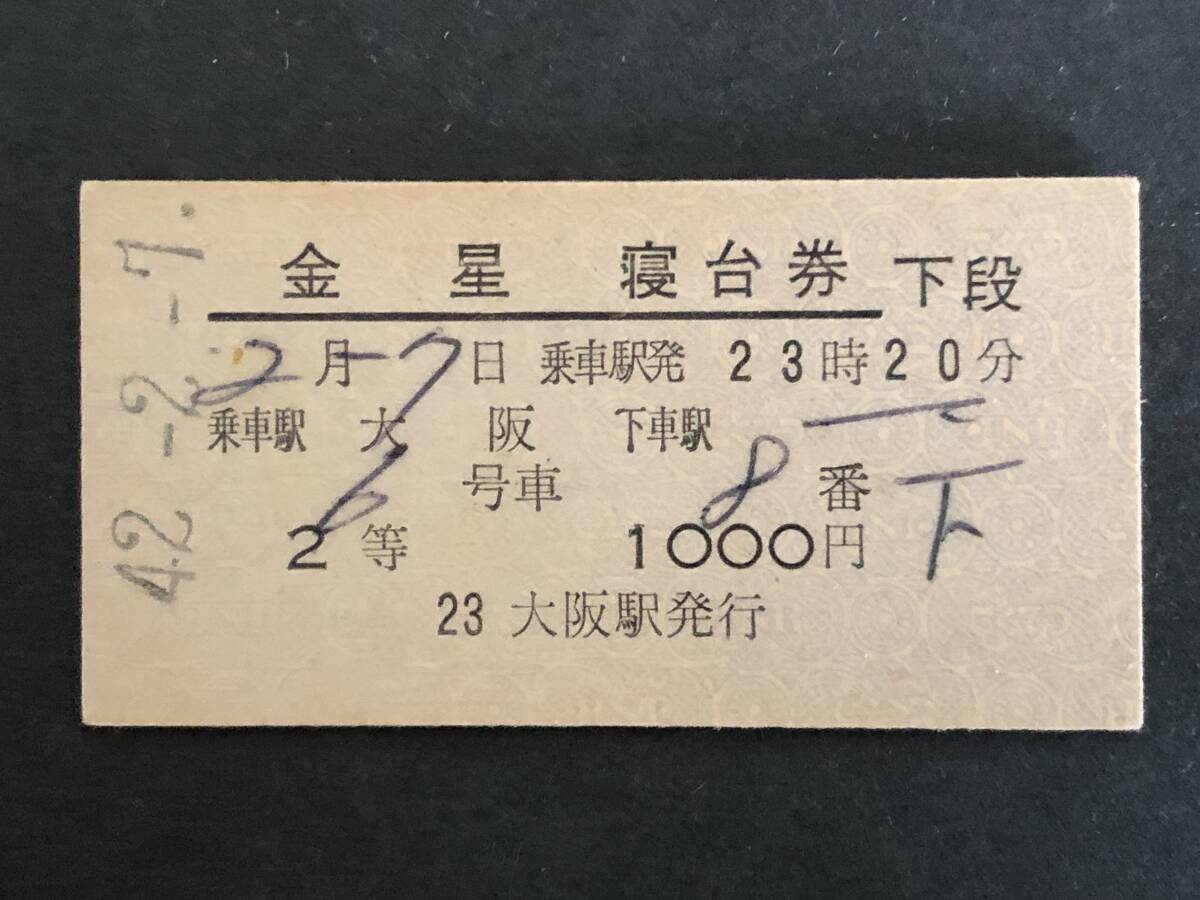 42.-2.-7.
金星寝台券 下段
2月-7日 乗車駅発 23時20分
乗車駅 大阪 下車駅 ―
6号車 8番下
2等 1000円
23 大阪駅発行